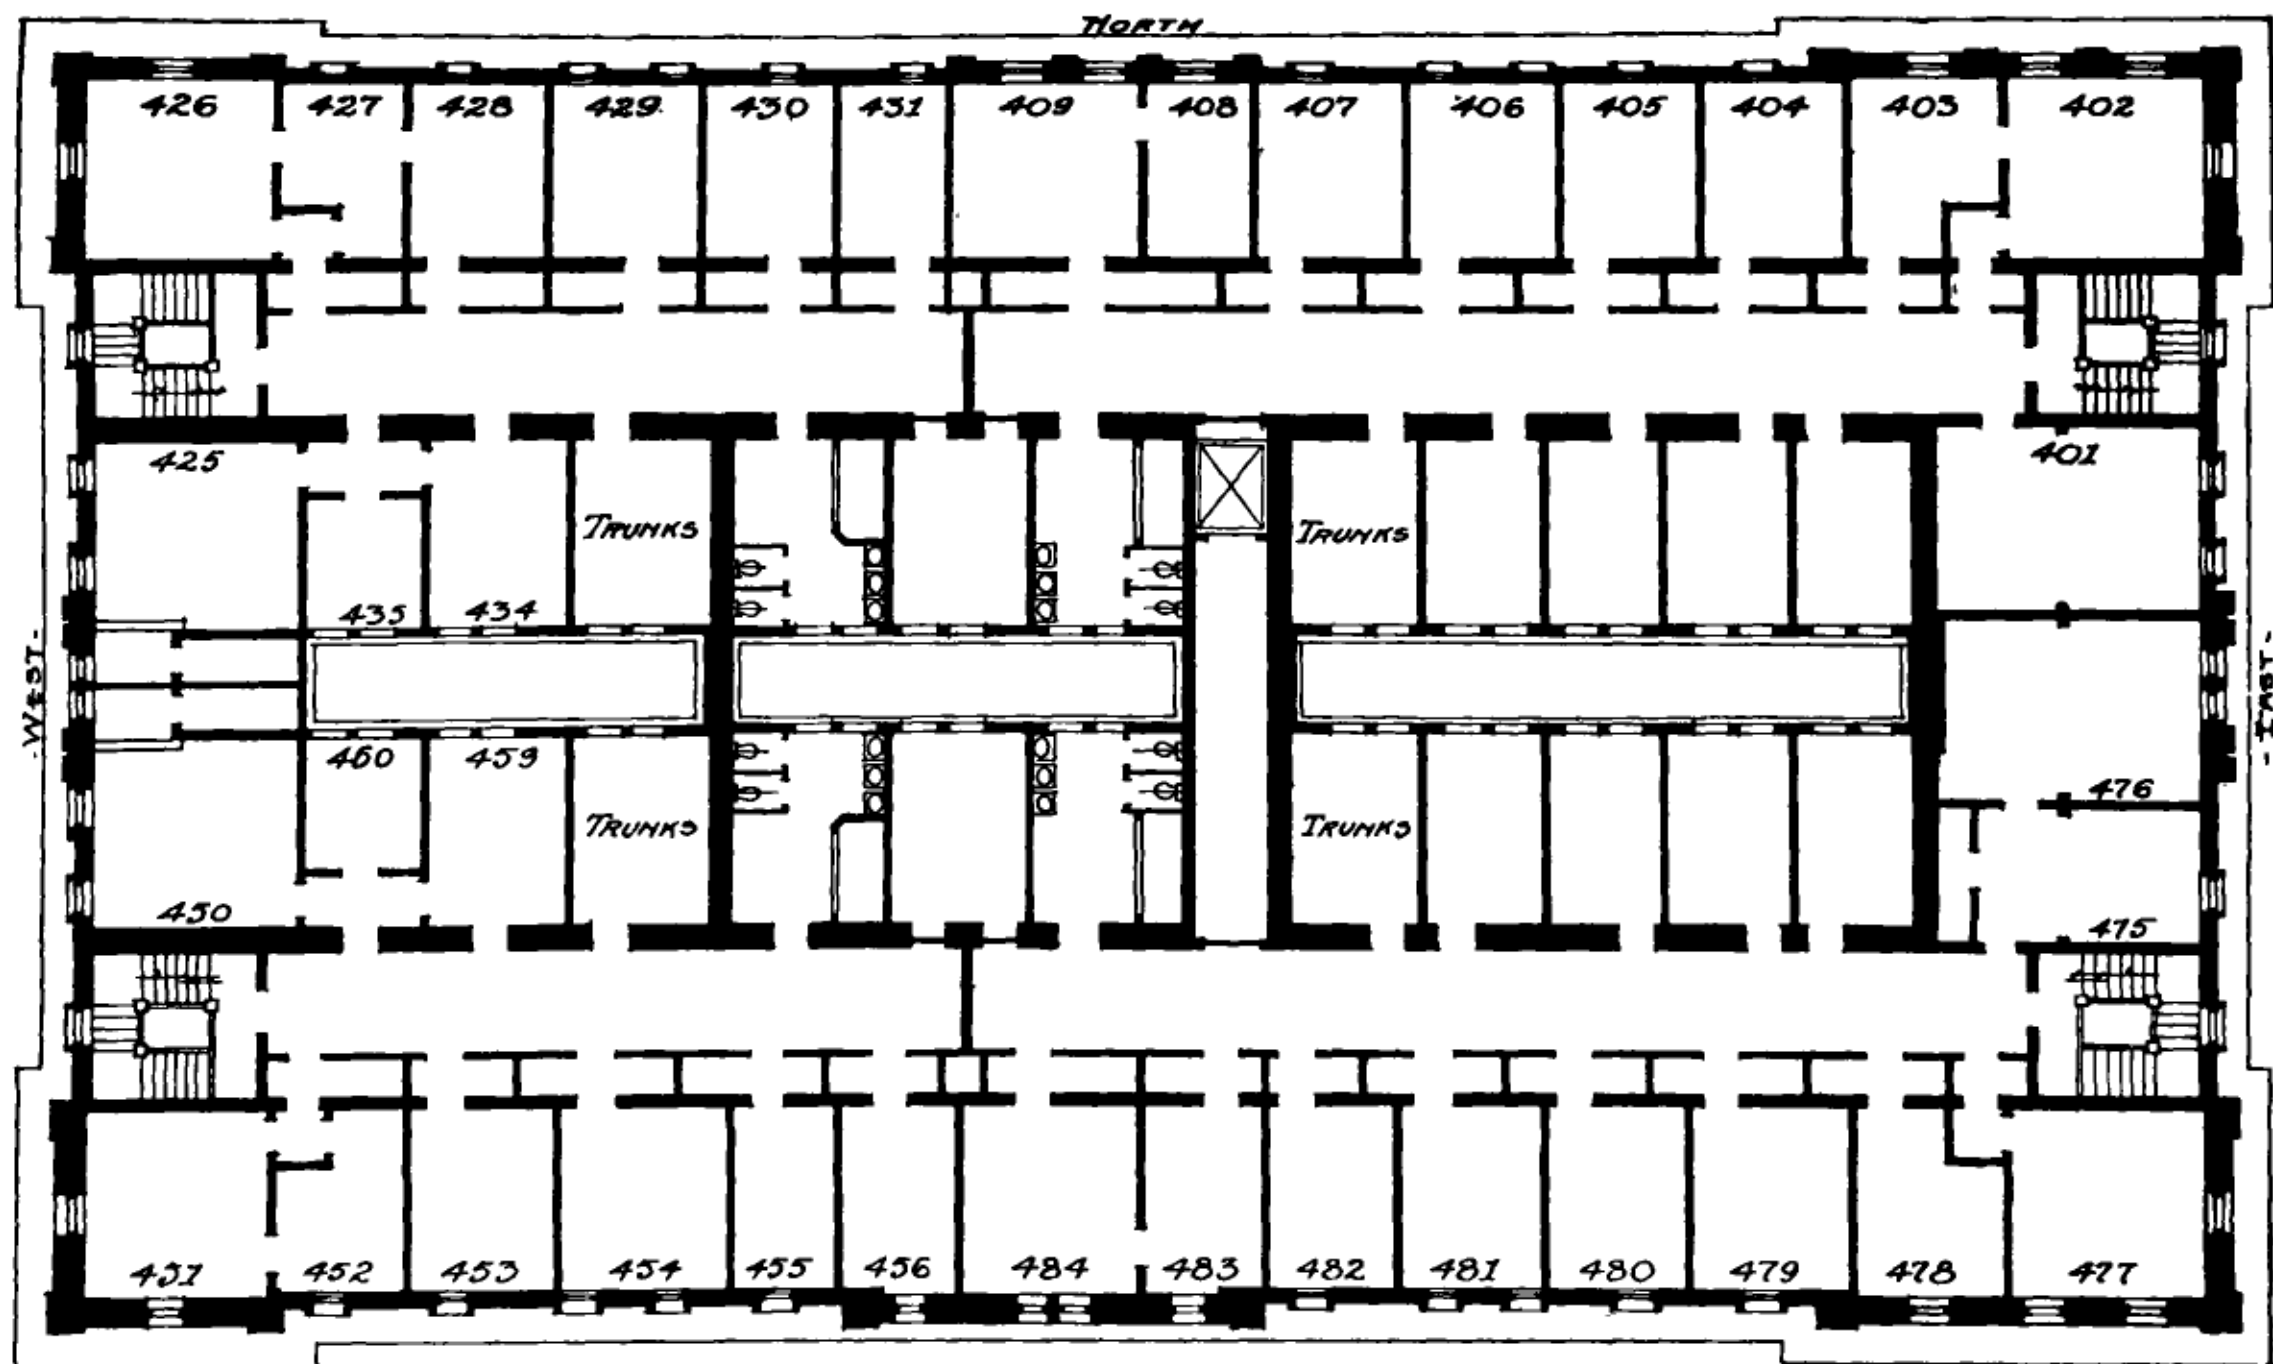 NORTH
426 427 428 429 430 431 409 408 407 406 405 404 403 402
425 401
TRUNKS TRUNKS
435 434
- WEST -
- EAST -
460 459
476
TRUNKS TRUNKS
450 475
451 452 453 454 455 456 484 483 482 481 480 479 478 477